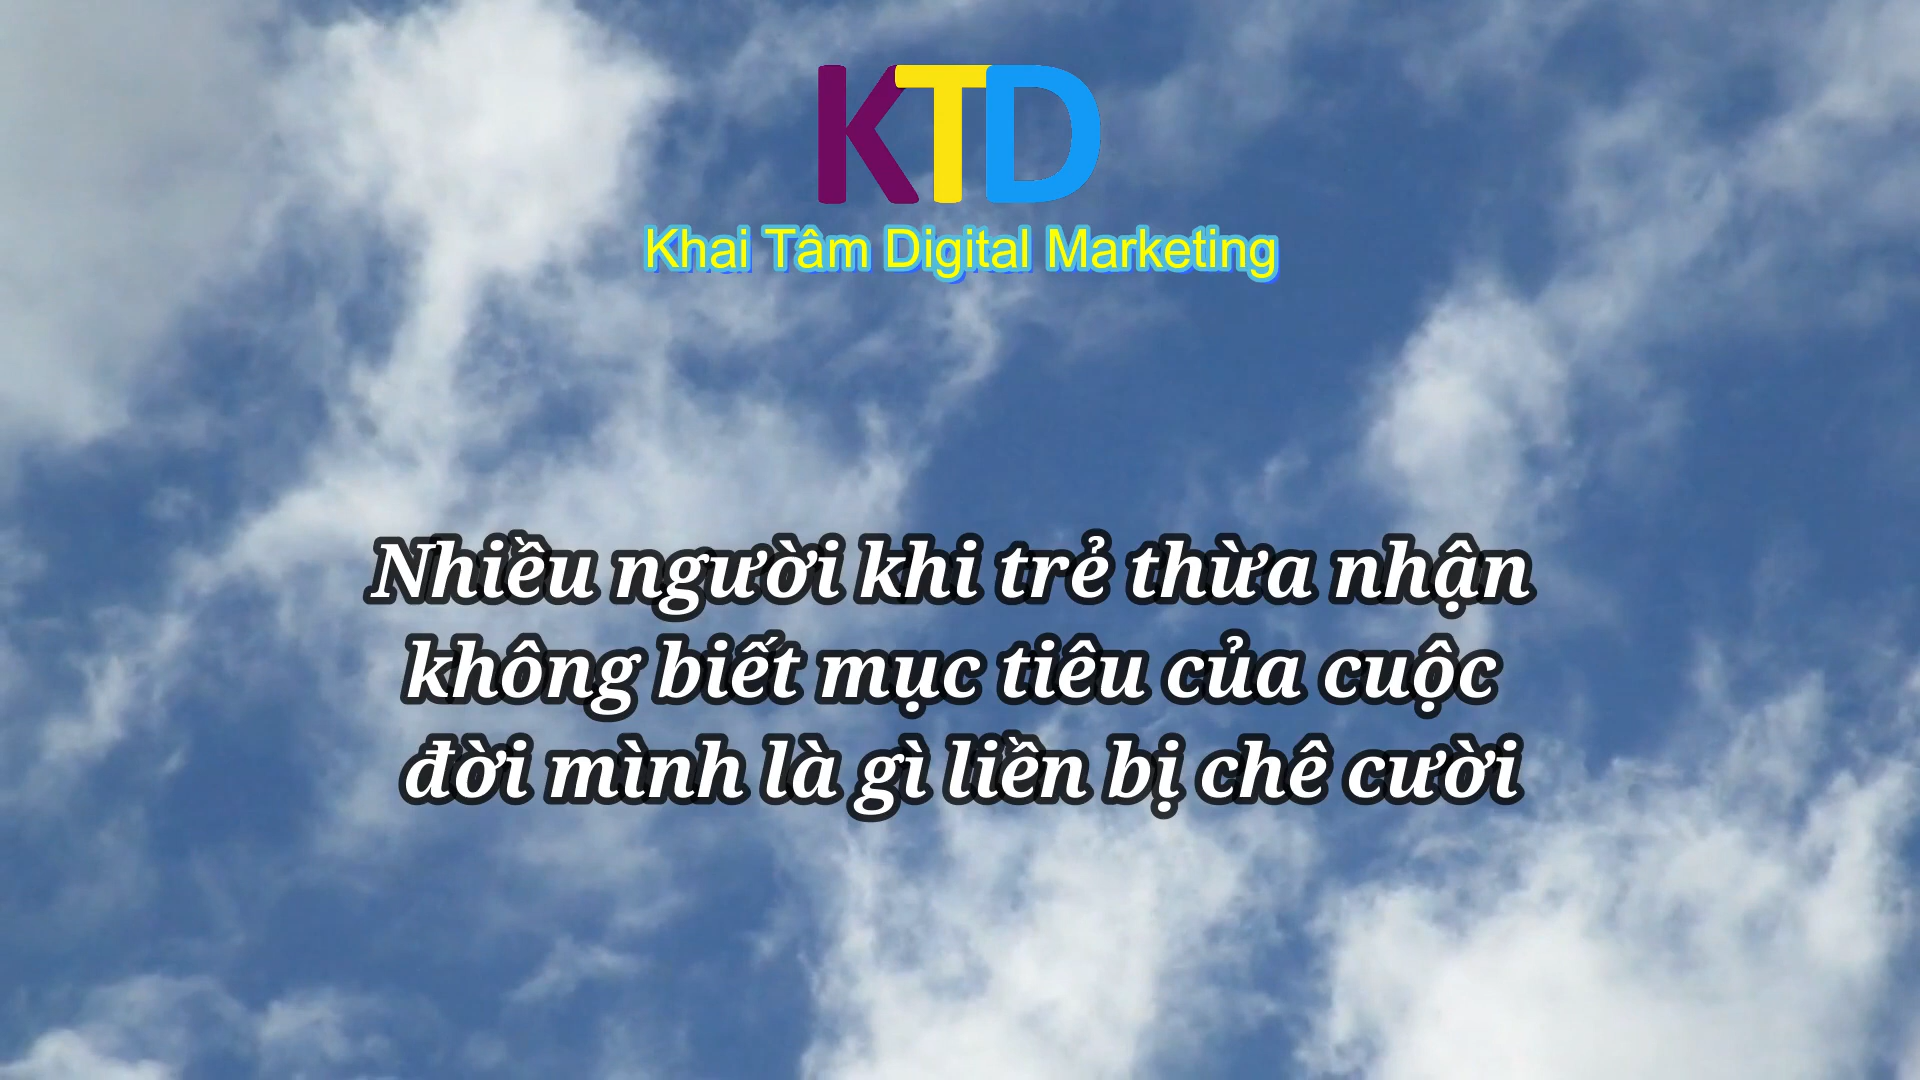 KTD
Khai Tâm Digital Marketing
Nhiều người khi trẻ thừa nhận
không biết mục tiêu của cuộc
đời mình là gì liền bị chê cười